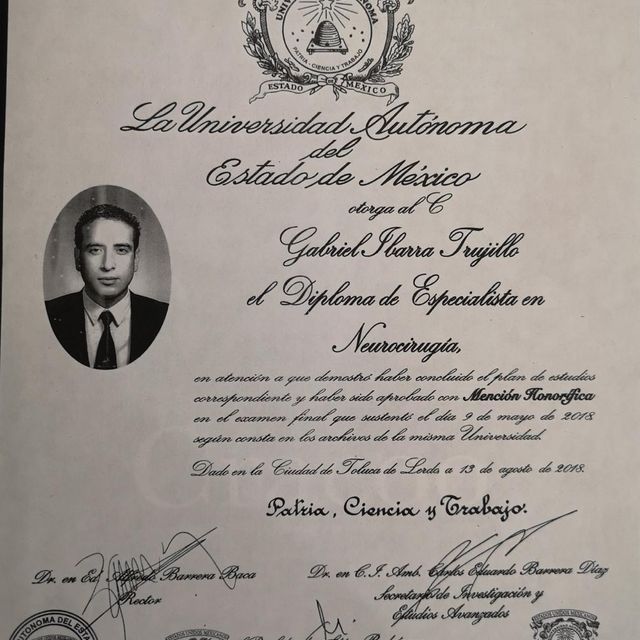 PATRIA, CIENCIA Y TRABAJO
ESTADO MEXICO
La Universidad Autónoma
del
Estado de México
otorga al C
Gabriel Ibarra Trujillo
el Diploma de Especialista en
Neurocirugía,
en atención a que demostró haber concluido el plan de estudios
correspondiente y haber sido aprobado con Mención Honorífica
en el examen final que sustentó el día 9 de mayo de 2018
según consta en los archivos de la misma Universidad.
Dado en la Ciudad de Toluca de Lerdo, a 13 de agosto de 2018.
Patria, Ciencia y Trabajo.
Dr. en Ed. Alfredo Barrera Baca
Rector
Dr. en C. I. Amb. Carlos Eduardo Barrera Díaz
Secretario de Investigación y
Estudios Avanzados